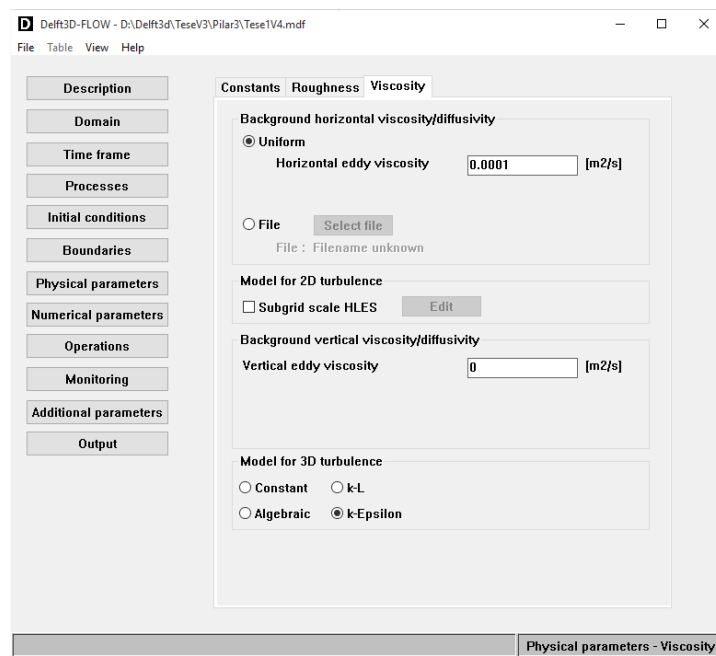 D Delft3D-FLOW - D:\Delft3d\TeseV3\Pilar3\Tese1V4.mdf
File Table View Help
Description
Domain
Time frame
Processes
Initial conditions
Boundaries
Physical parameters
Numerical parameters
Operations
Monitoring
Additional parameters
Output
Constants Roughness Viscosity
Background horizontal viscosity/diffusivity
Uniform
Horizontal eddy viscosity 0.0001 [m2/s]
File Select file
File : Filename unknown
Model for 2D turbulence
Subgrid scale HLES Edit
Background vertical viscosity/diffusivity
Vertical eddy viscosity 0 [m2/s]
Model for 3D turbulence
Constant k-L
Algebraic k-Epsilon
Physical parameters - Viscosity